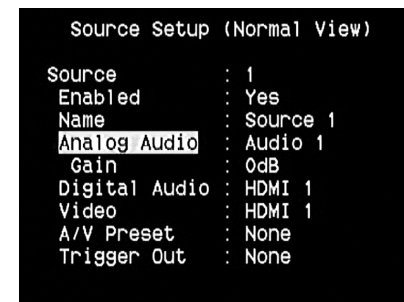 Source Setup (Normal View)
Source : 1
Enabled : Yes
Name : Source 1
Analog Audio : Audio 1
Gain : 0dB
Digital Audio : HDMI 1
Video : HDMI 1
A/V Preset : None
Trigger Out : None